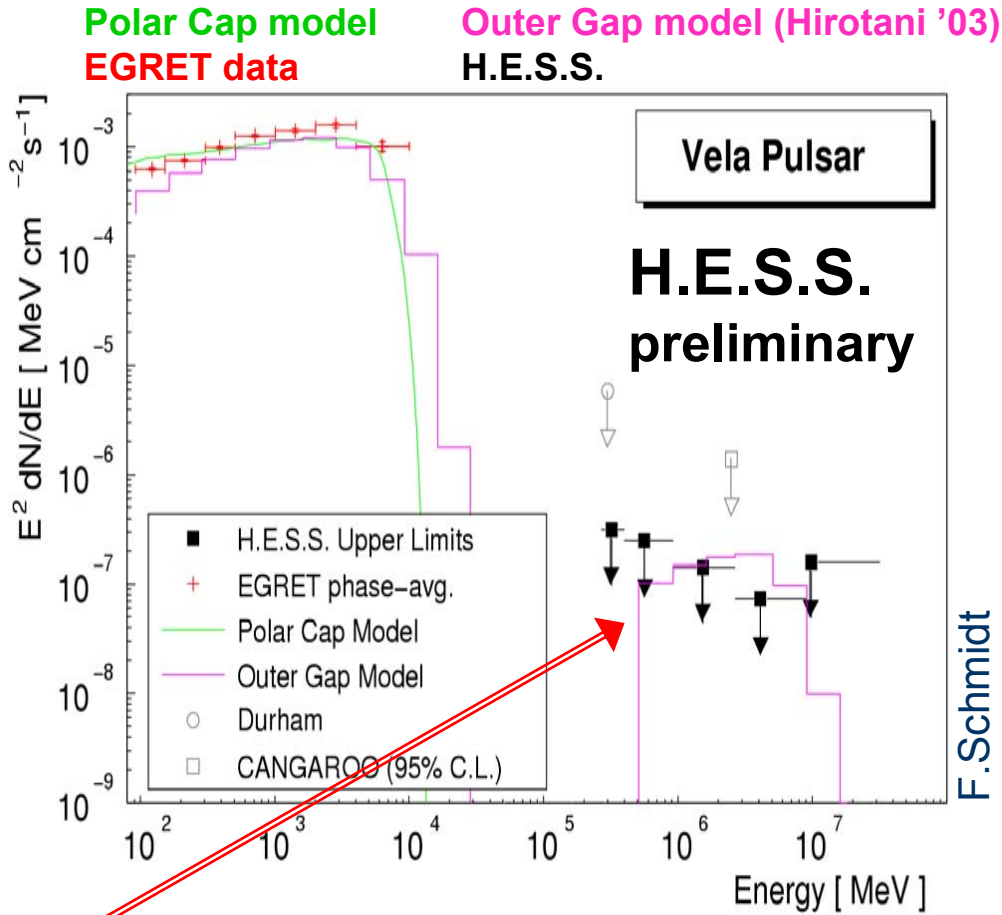 Polar Cap model Outer Gap model (Hirotani ’03)
EGRET data H.E.S.S.
Vela Pulsar
H.E.S.S.
preliminary
E² dN/dE [ MeV cm ⁻²s⁻¹]
10⁻³
10⁻⁴
10⁻⁵
10⁻⁶
10⁻⁷
10⁻⁸
10⁻⁹
H.E.S.S. Upper Limits
EGRET phase–avg.
Polar Cap Model
Outer Gap Model
Durham
CANGAROO (95% C.L.)
10² 10³ 10⁴ 10⁵ 10⁶ 10⁷
Energy [ MeV ]
F.Schmidt